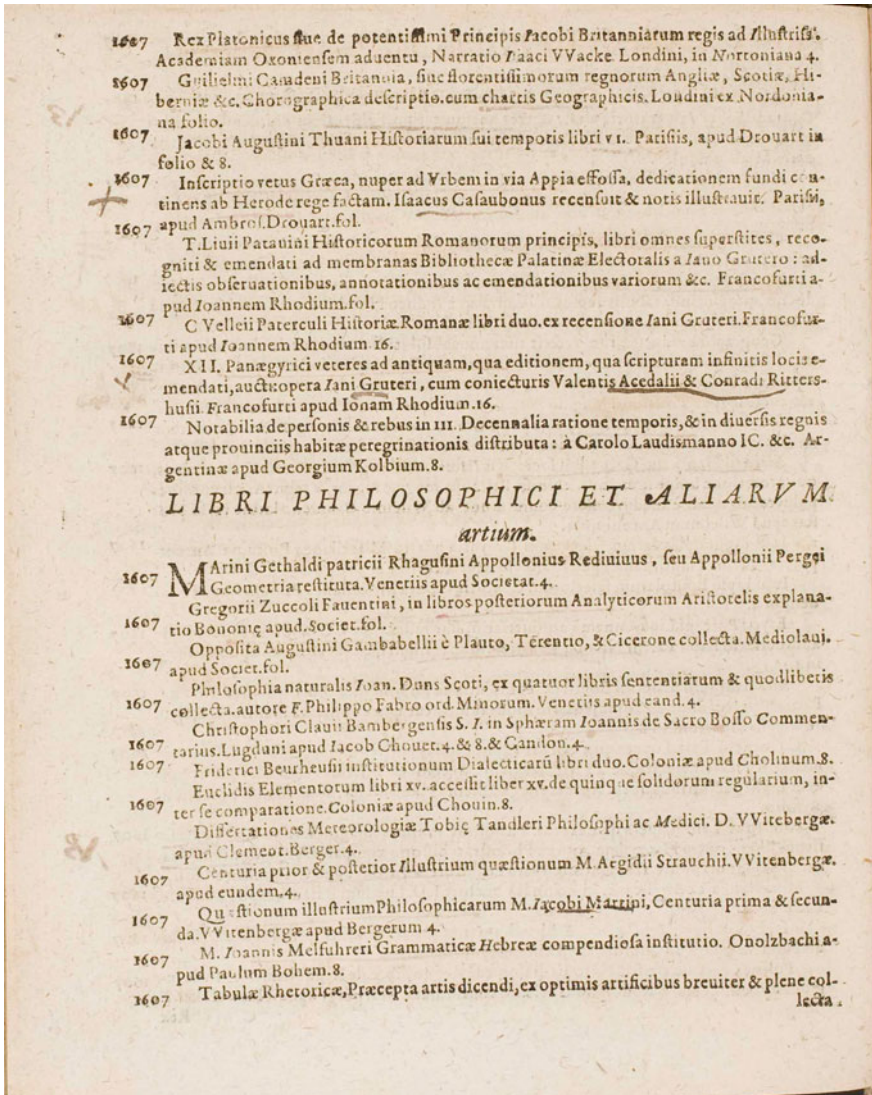 1607 Rex Platonicus siue de potentissimi Principis Iacobi Britanniarum regis ad Illustriss.
Academiam Oxoniensem aduentu, Narratio Isaaci VVacke. Londini, in Nortoniana 4.
1607 Guilielmi Camdeni Britannia, siue florentissimorum regnorum Angliæ, Scotiæ, Hi-
berniæ &c. Chorographica descriptio. cum chartis Geographicis. Londini ex Nordonia-
na folio.
1607 Jacobi Augustini Thuani Historiarum sui temporis libri VI. Parisiis, apud Drouart in
folio & 8.
1607 Inscriptio vetus Græca, nuper ad Vrbem in via Appia effossa, dedicationem fundi con-
tinens ab Herode rege factam. Isaacus Casaubonus recensuit & notis illustrauit. Parisiis,
apud Ambros. Drouart. fol.
1607 T. Liuii Patauini Historicorum Romanorum principis, libri omnes superstites, reco-
gniti & emendati ad membranas Bibliothecæ Palatinæ Electoralis a Iano Grutero: ad-
iectis obseruationibus, annotationibus ac emendationibus variorum &c. Francofurti a-
pud Ioannem Rhodium. fol.
1607 C Velleii Paterculi Historiæ Romanæ libri duo. ex recensione Iani Gruteri. Francofur-
ti apud Ioannem Rhodium 16.
1607 XII. Panægyrici veteres ad antiquam, qua editionem, qua scripturam infinitis locis e-
mendati, auctiq opera Iani Gruteri, cum coniecturis Valentis Acedalii & Conradi Ritters-
husii. Francofurti apud Ionam Rhodium. 16.
1607 Notabilia de personis & rebus in III. Decennalia ratione temporis, & in diuersis regnis
atque prouinciis habitæ peregrinationis distributa: à Carolo Laudismanno IC. &c. Ar-
gentinæ apud Georgium Kolbium. 8.
LIBRI PHILOSOPHICI ET ALIARVM
artium.
1607 MArini Gethaldi patricii Rhagusini Appollonius Rediuiuus, seu Appollonii Pergei
Geometria restituta. Venetiis apud Societat. 4.
Gregorii Zuccoli Fauentini, in libros posteriorum Analyticorum Aristotelis explana-
1607 tio Bononię apud. Societ. fol.
Opposita Augustini Gambabellii è Plauto, Terentio, & Cicerone collecta. Mediolani.
1607 apud Societ. fol.
Philosophia naturalis Ioan. Duns Scoti, ex quatuor libris sententiarum & quodlibetis
1607 collecta. autore F. Philippo Fabro ord. Minorum. Venetiis apud eand. 4.
Christophori Clauii Bambergensis S. I. in Sphæram Ioannis de Sacro Bosso Commen-
1607 tarius. Lugduni apud Iacob Chouet. 4. & 8. & Gandon. 4.
1607 Friderici Beurheusii institutionum Dialecticarū libri duo. Coloniæ apud Cholinum. 8.
Euclidis Elementorum libri xv. accessit liber xv. de quinque solidorum regularium, in-
1607 ter se comparatione. Coloniæ apud Chouin. 8.
Dissertationes Meteorologiæ Tobię Tandleri Philosophi ac Medici. D. VVitebergæ.
apud Clement. Berger. 4.
1607 Centuria prior & posterior Illustrium quæstionum M. Aegidii Strauchii. VVitenbergæ.
apud eundem. 4.
1607 Quæstionum illustrium Philosophicarum M. Iacobi Martini, Centuria prima & secun-
da. VVitenbergæ apud Bergerum 4.
1607 M. Ioannis Melfuhreri Grammaticæ Hebreæ compendiosa institutio. Onolzbachi a-
pud Paulum Bohem. 8.
1607 Tabulæ Rhetoricæ, Præcepta artis dicendi, ex optimis artificibus breuiter & plene col-
lecta.